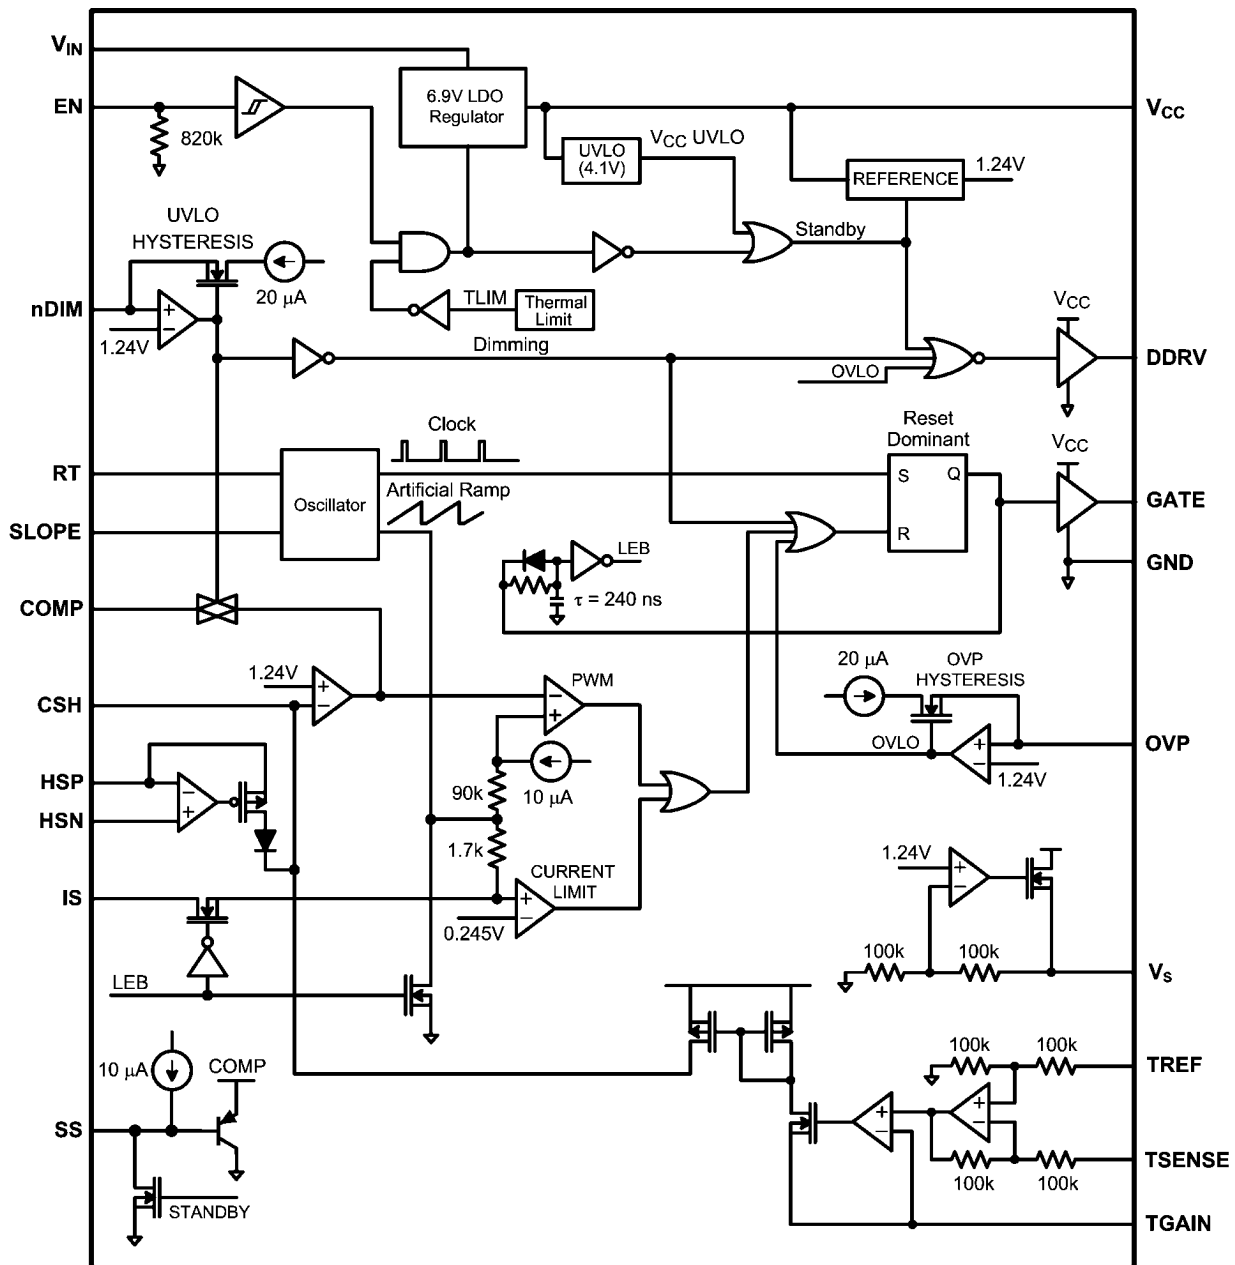 VIN
EN
820k
6.9V LDO
Regulator
VCC
VCC UVLO
UVLO
(4.1V)
REFERENCE
1.24V
UVLO
HYSTERESIS
20 μA
Standby
nDIM
1.24V
TLIM
Thermal
Limit
Dimming
OVLO
VCC
DDRV
Clock
Reset
Dominant
RT
Oscillator
Artificial Ramp
S
Q
R
VCC
GATE
SLOPE
LEB
GND
COMP
τ = 240 ns
1.24V
PWM
20 μA
OVP
HYSTERESIS
CSH
OVLO
OVP
1.24V
HSP
HSN
90k
10 μA
1.7k
CURRENT
LIMIT
IS
0.245V
1.24V
100k
100k
VS
LEB
10 μA
COMP
SS
STANDBY
100k
100k
TREF
TSENSE
100k
100k
TGAIN